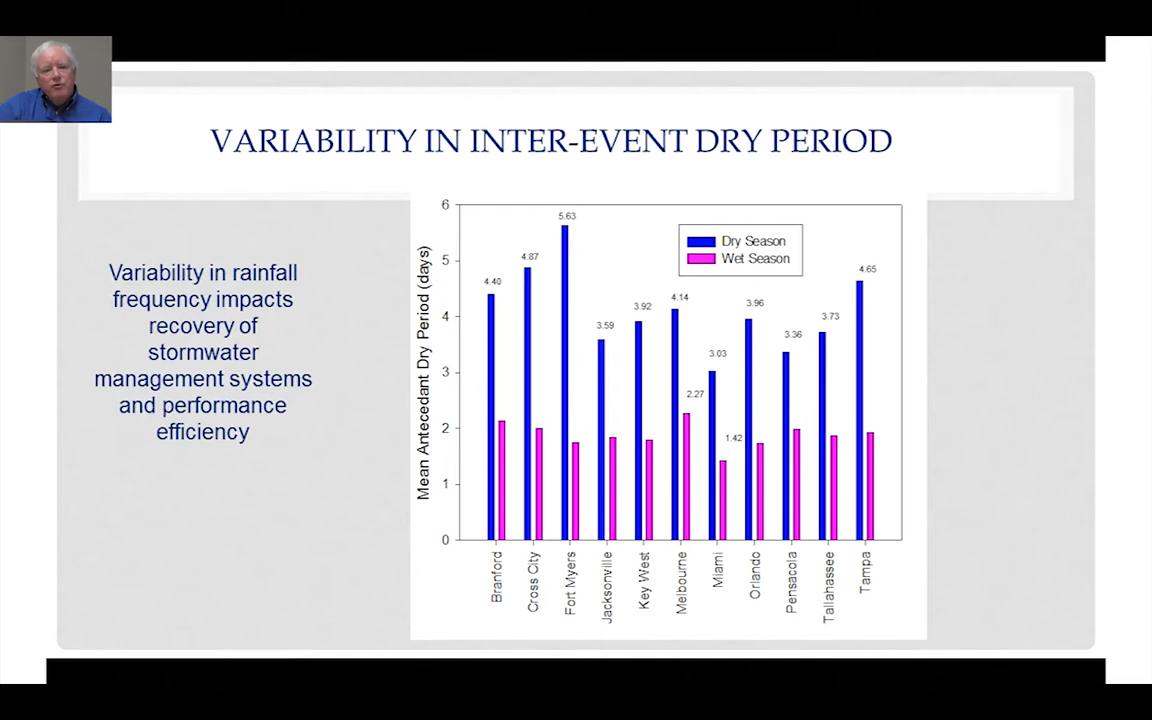 VARIABILITY IN INTER-EVENT DRY PERIOD
Variability in rainfall
frequency impacts
recovery of
stormwater
management systems
and performance
efficiency
Mean Antecedant Dry Period (days)
6
5
4
3
2
1
0
Dry Season
Wet Season
4.40
4.87
5.63
3.59
3.92
4.14
2.27
3.03
1.42
3.96
3.36
3.73
4.65
Branford
Cross City
Fort Myers
Jacksonville
Key West
Melbourne
Miami
Orlando
Pensacola
Tallahassee
Tampa